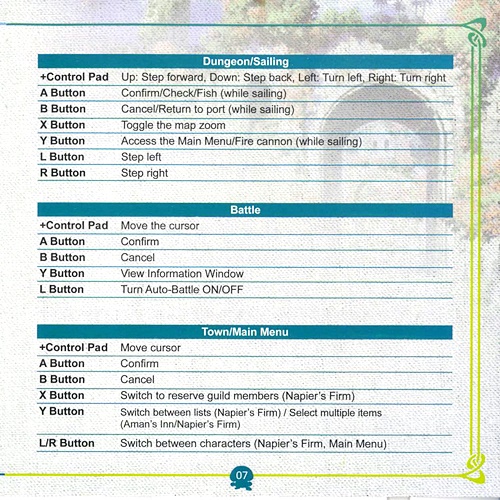 Dungeon/Sailing
+Control Pad Up: Step forward, Down: Step back, Left: Turn left, Right: Turn right
A Button Confirm/Check/Fish (while sailing)
B Button Cancel/Return to port (while sailing)
X Button Toggle the map zoom
Y Button Access the Main Menu/Fire cannon (while sailing)
L Button Step left
R Button Step right
Battle
+Control Pad Move the cursor
A Button Confirm
B Button Cancel
Y Button View Information Window
L Button Turn Auto-Battle ON/OFF
Town/Main Menu
+Control Pad Move cursor
A Button Confirm
B Button Cancel
X Button Switch to reserve guild members (Napier's Firm)
Y Button Switch between lists (Napier's Firm) / Select multiple items
(Aman's Inn/Napier's Firm)
L/R Button Switch between characters (Napier's Firm, Main Menu)
07